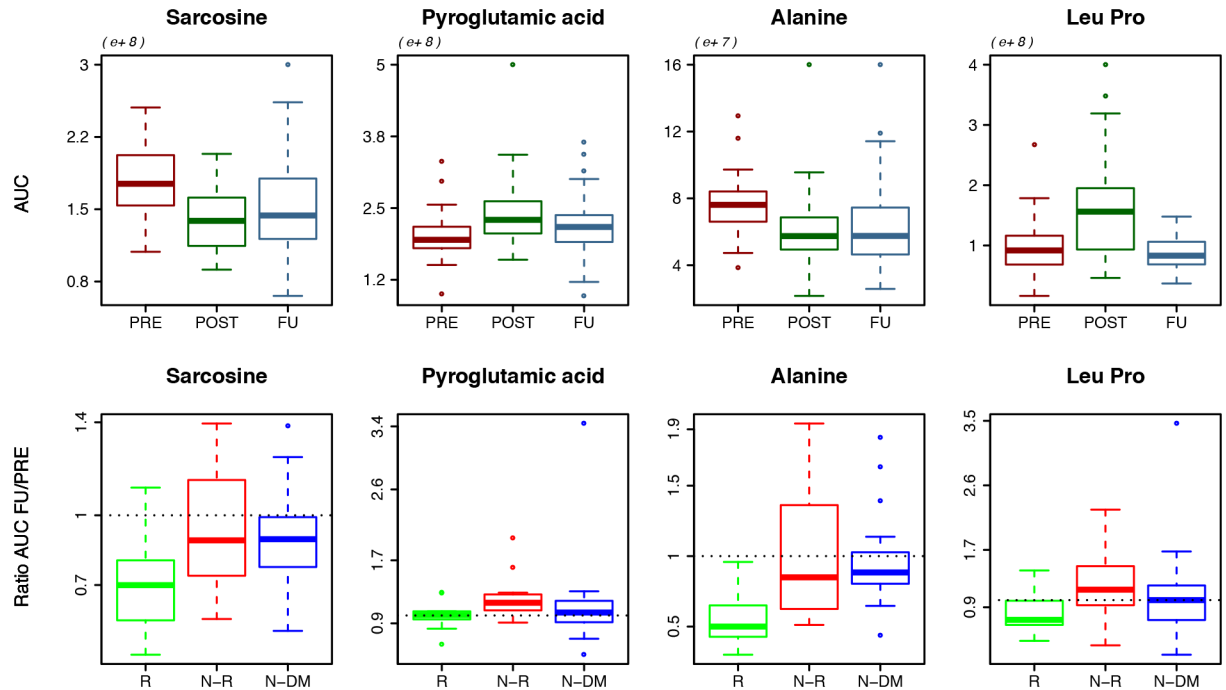 Sarcosine
Pyroglutamic acid
Alanine
Leu Pro
( e+ 8 )
( e+ 8 )
( e+ 7 )
( e+ 8 )
AUC
3
2.2
1.5
0.8
5
3.8
2.5
1.2
16
12
8
4
4
3
2
1
PRE POST FU
PRE POST FU
PRE POST FU
PRE POST FU
Sarcosine
Pyroglutamic acid
Alanine
Leu Pro
Ratio AUC FU/PRE
1.4
1
0.7
3.4
2.6
1.7
0.9
1.9
1.5
1
0.5
3.5
2.6
1.7
0.9
R N−R N−DM
R N−R N−DM
R N−R N−DM
R N−R N−DM